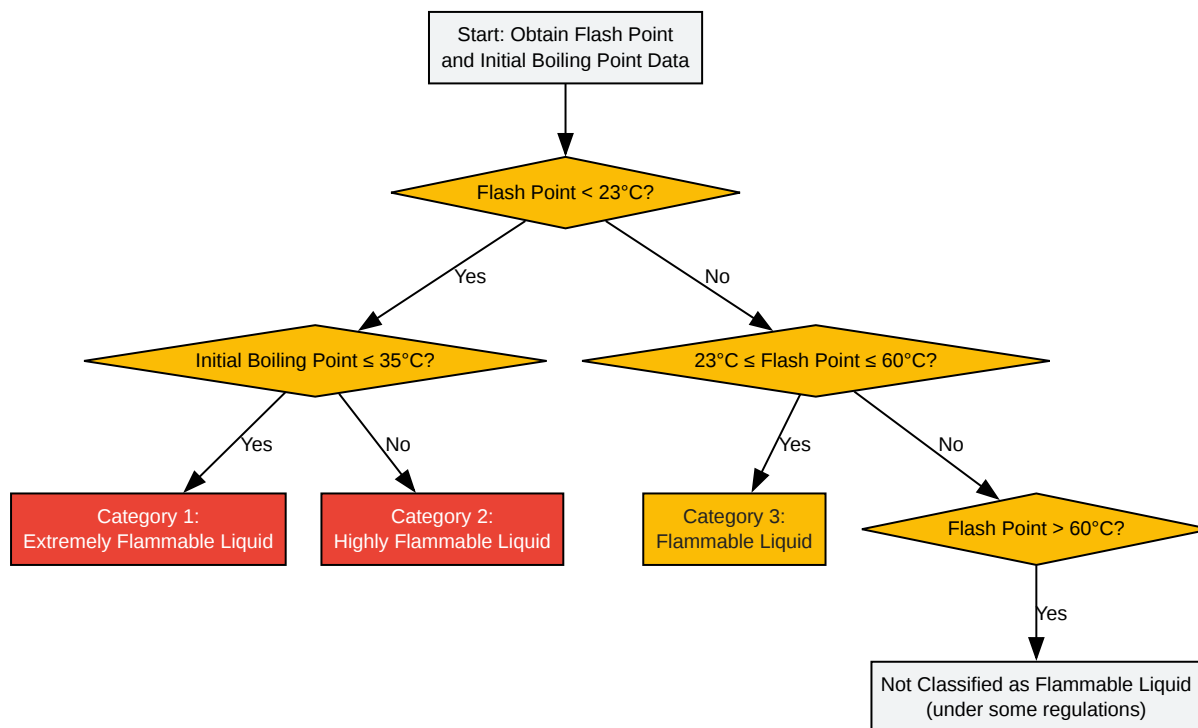 Start: Obtain Flash Point
and Initial Boiling Point Data
Flash Point < 23°C?
Yes
No
Initial Boiling Point ≤ 35°C?
23°C ≤ Flash Point ≤ 60°C?
Yes
No
Yes
No
Category 1:
Extremely Flammable Liquid
Category 2:
Highly Flammable Liquid
Category 3:
Flammable Liquid
Flash Point > 60°C?
Yes
Not Classified as Flammable Liquid
(under some regulations)